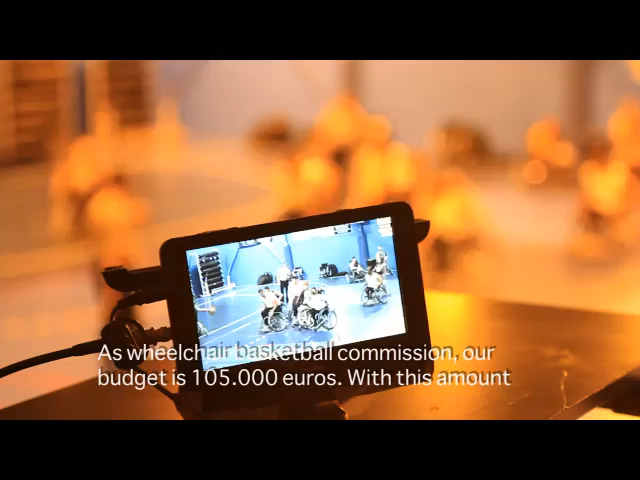 As wheelchair basketball commission, our
budget is 105.000 euros. With this amount